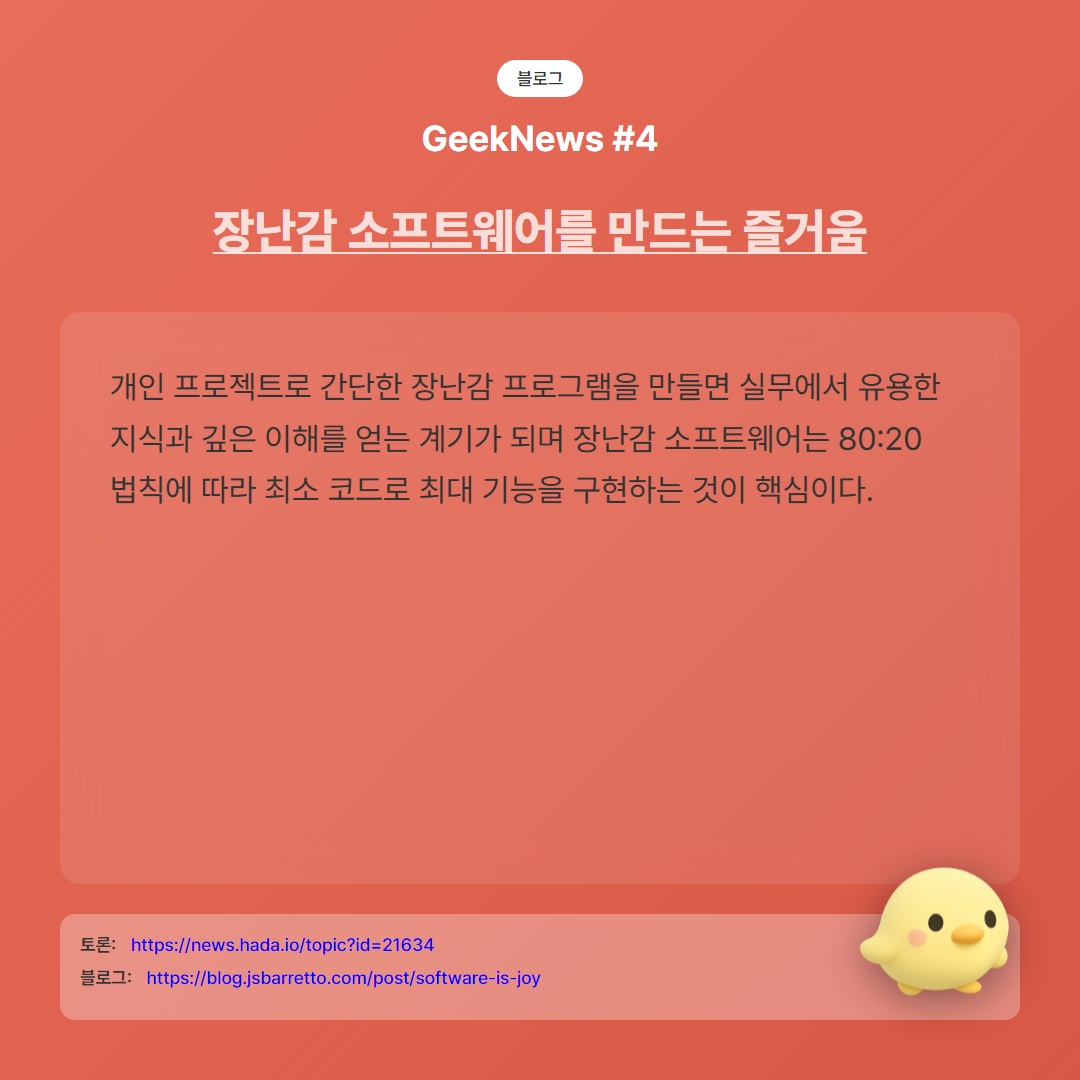 블로그
GeekNews #4
장난감 소프트웨어를 만드는 즐거움
개인 프로젝트로 간단한 장난감 프로그램을 만들면 실무에서 유용한
지식과 깊은 이해를 얻는 계기가 되며 장난감 소프트웨어는 80:20
법칙에 따라 최소 코드로 최대 기능을 구현하는 것이 핵심이다.
토론: https://news.hada.io/topic?id=21634
블로그: https://blog.jsbarretto.com/post/software-is-joy